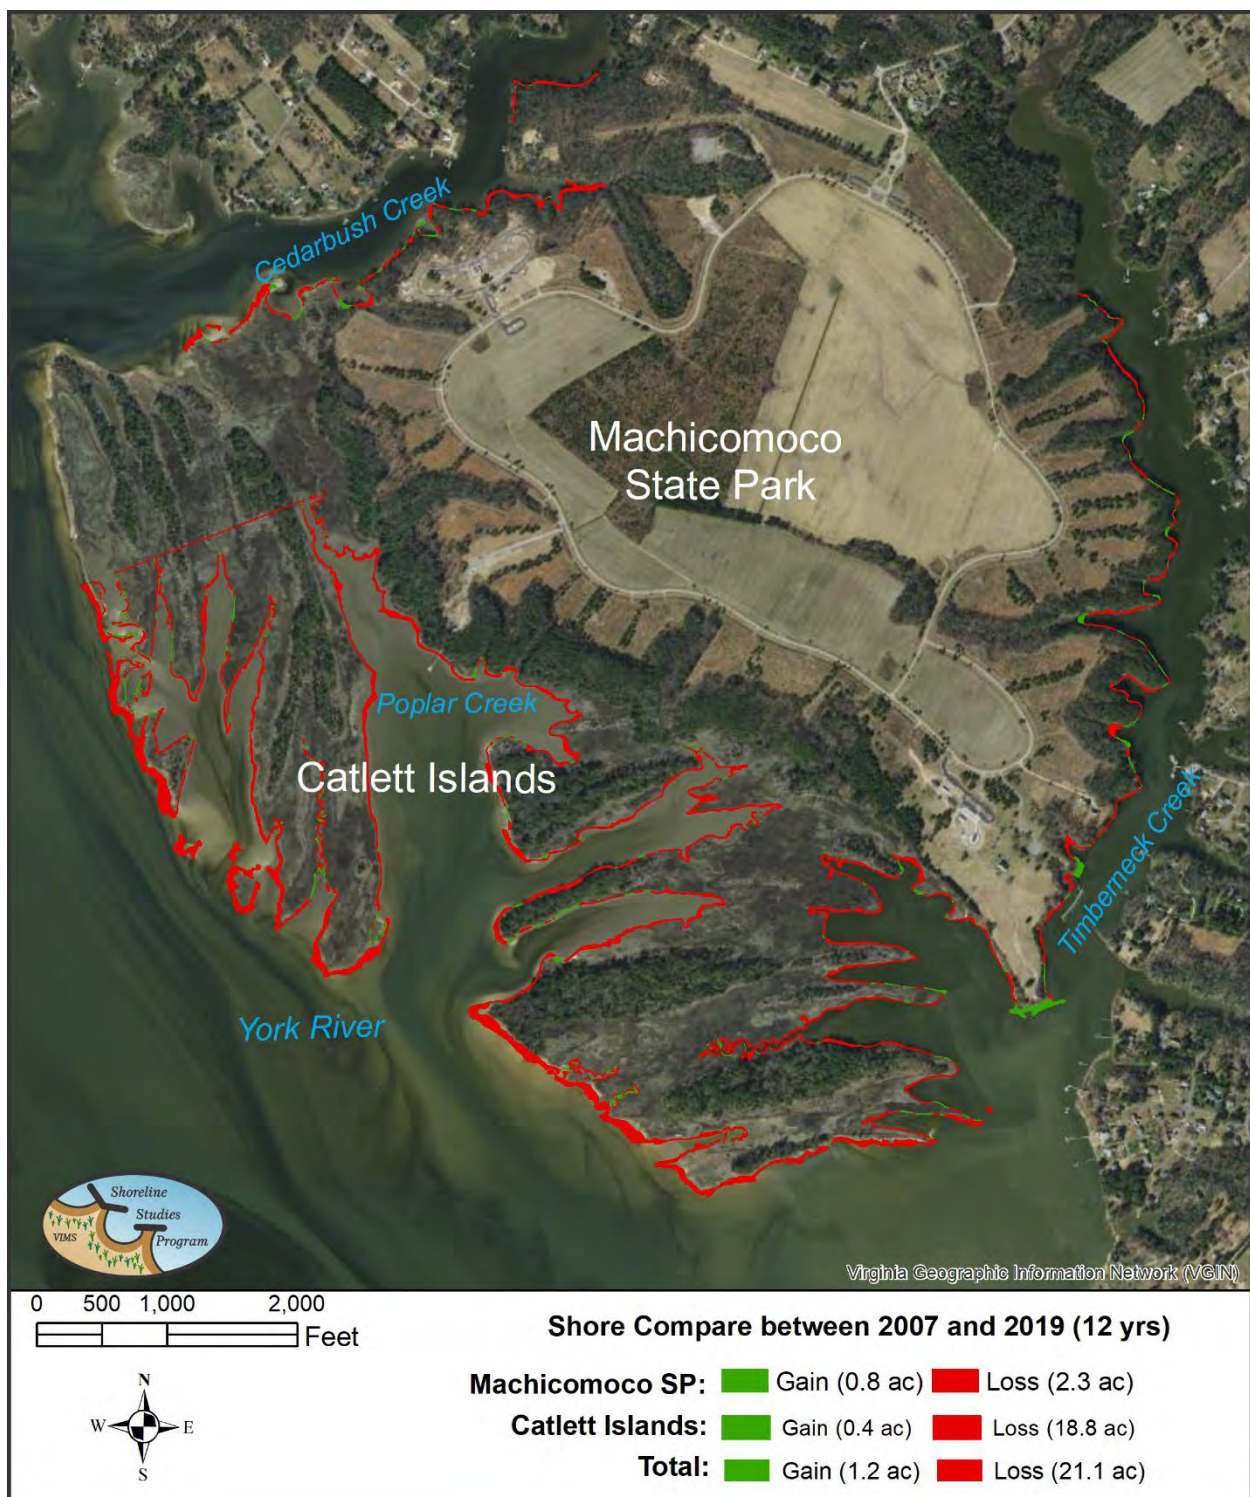 Cedarbush Creek
Machicomoco
State Park
Poplar Creek
Catlett Islands
Timberneck Creek
York River
Shoreline
Studies
VIMS
Program
Virginia Geographic Information Network (VGIN)
0 500 1,000 2,000
Feet
Shore Compare between 2007 and 2019 (12 yrs)
Machicomoco SP: Gain (0.8 ac) Loss (2.3 ac)
Catlett Islands: Gain (0.4 ac) Loss (18.8 ac)
Total: Gain (1.2 ac) Loss (21.1 ac)
N
W E
S